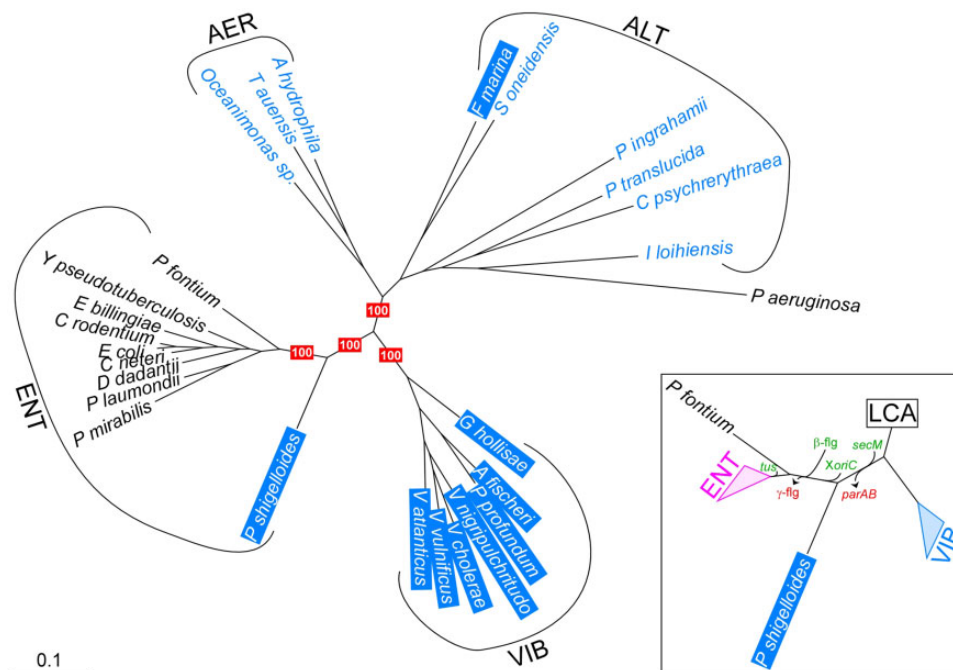 AER
A hydrophila
T auensis
Oceanimonas sp.
ALT
F marina
S oneidensis
P ingrahamii
P translucida
C psychrerythraea
I loihiensis
P aeruginosa
100
100
100
100
ENT
P fontium
Y pseudotuberculosis
E billingiae
C rodentium
E coli
C neteri
D dadantii
P laumondii
P mirabilis
P shigelloides
G hollisae
A fischeri
P profundum
V nigripulchritudo
V cholerae
V vulnificus
V atlanticus
VIB
0.1
P fontium
LCA
β-flg
secM
tus
XoriC
γ-flg
parAB
ENT
VIB
P shigelloides